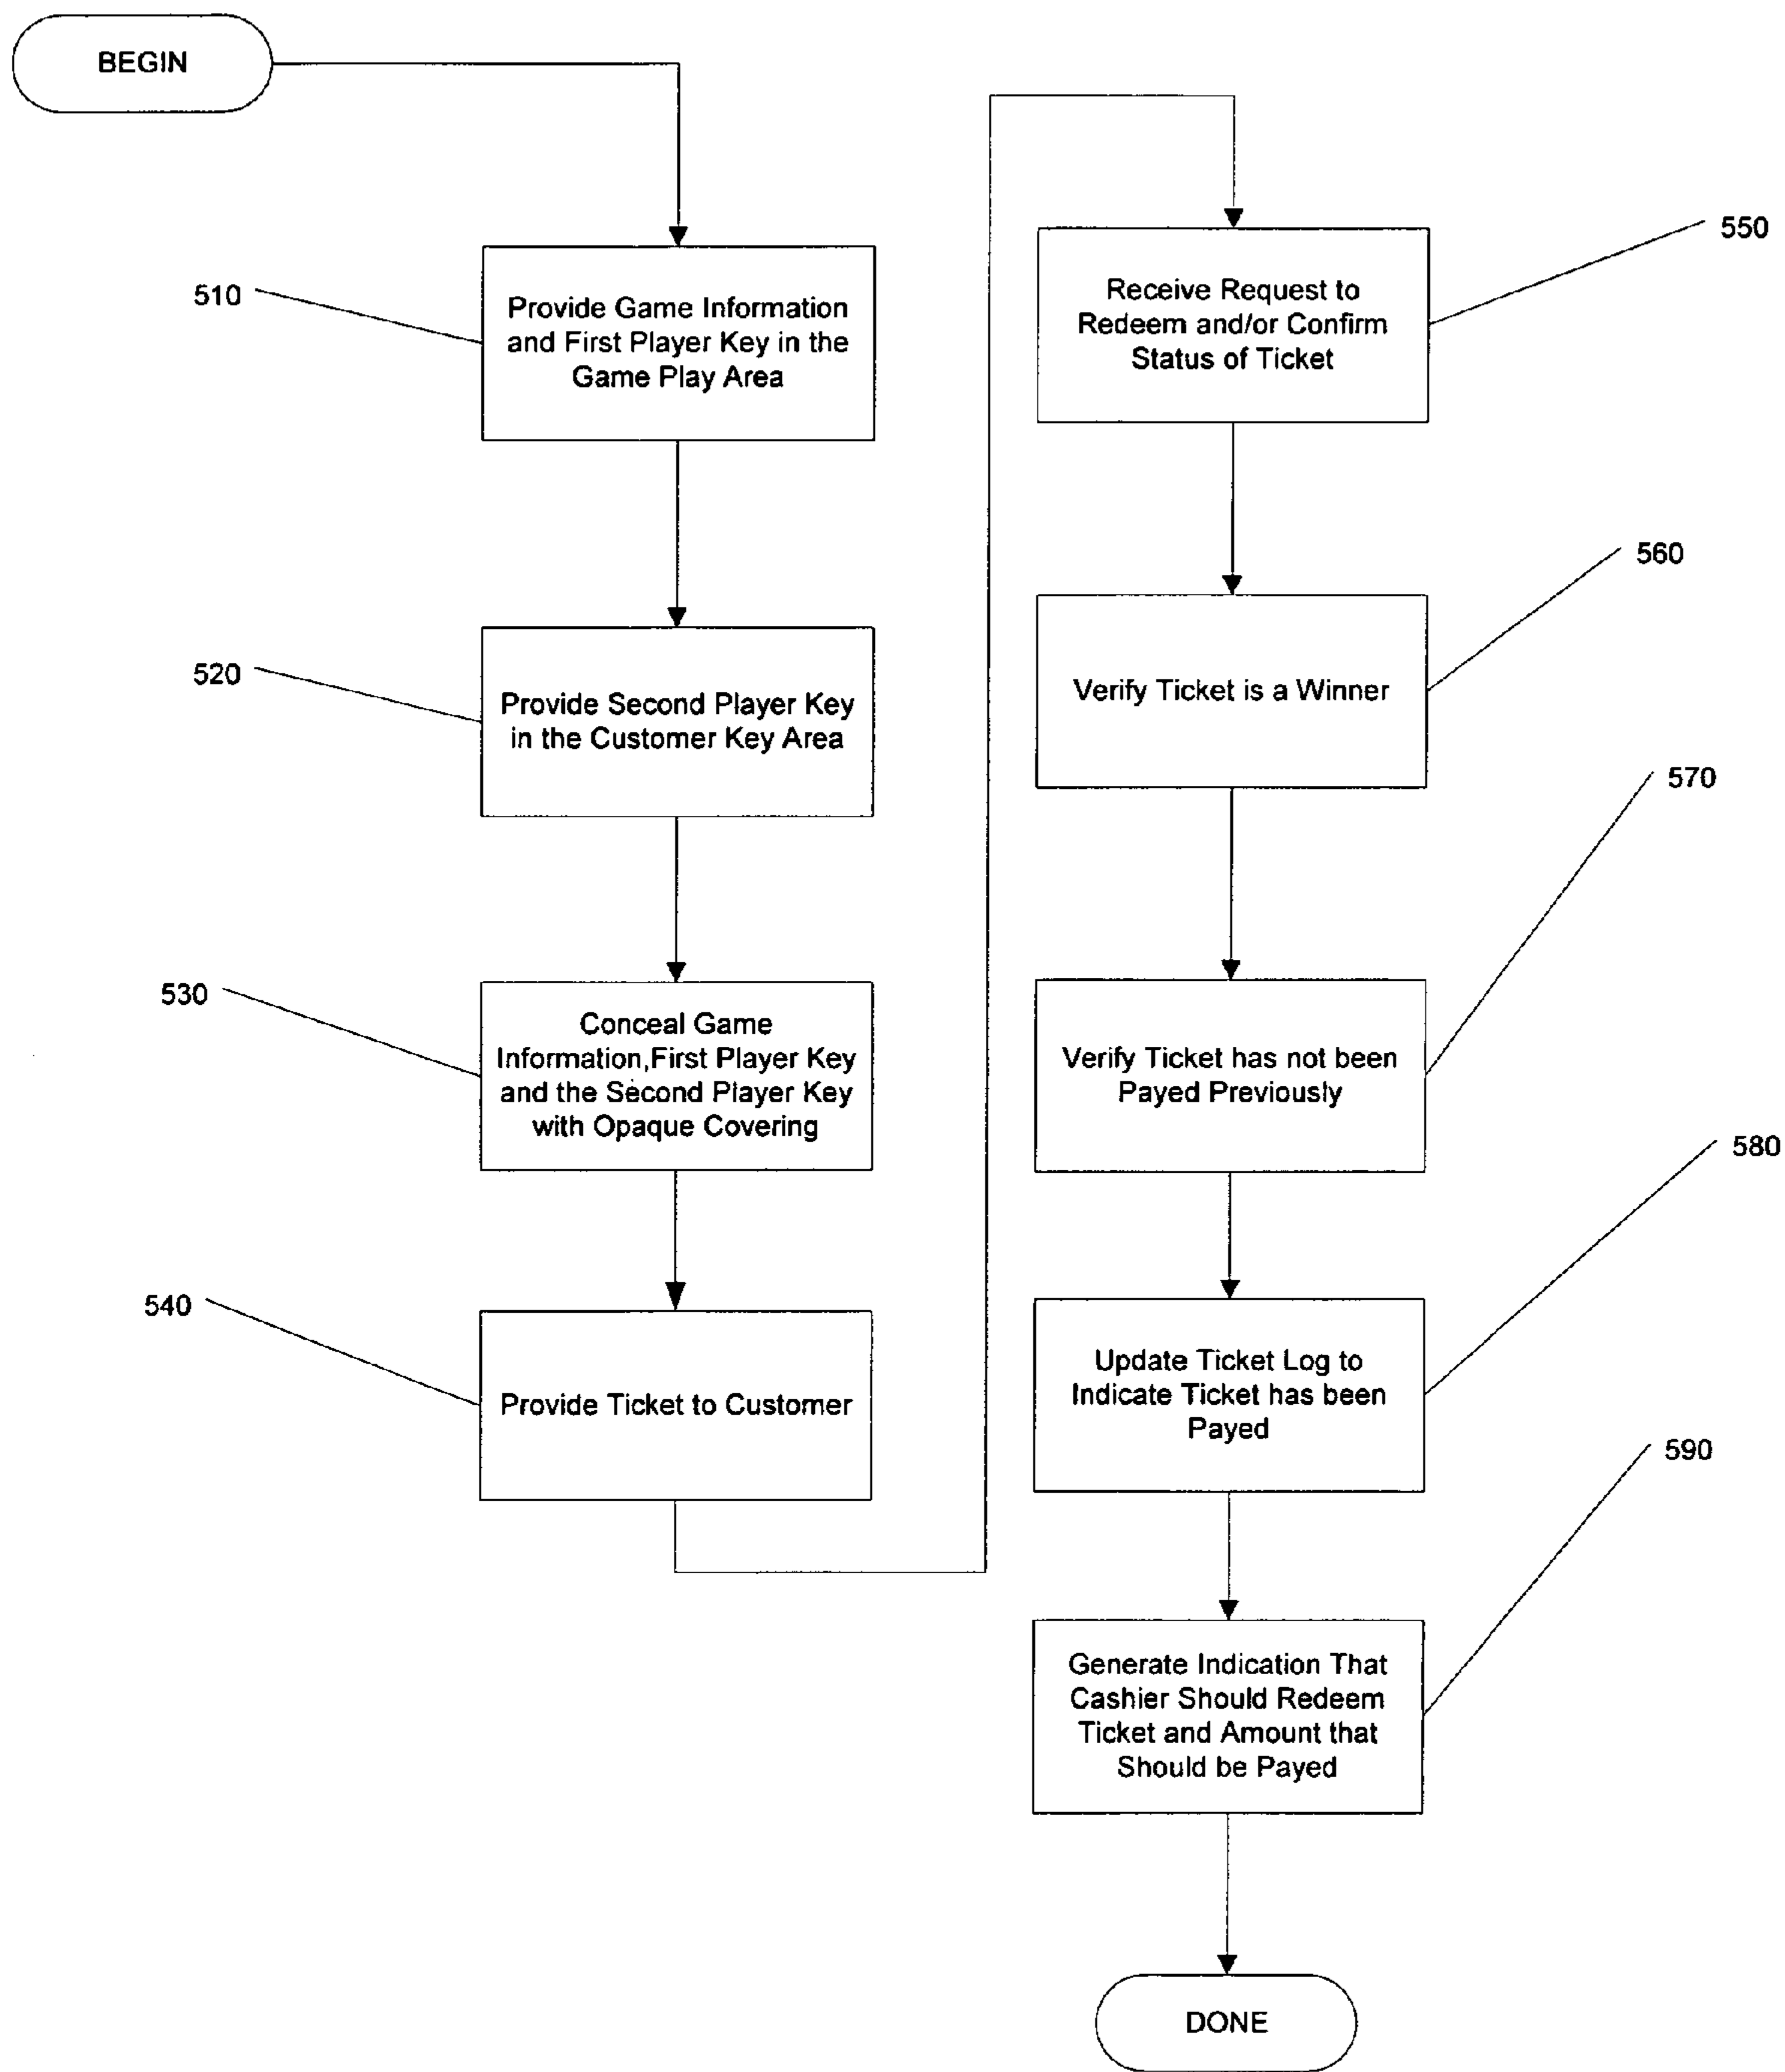 BEGIN
510
Provide Game Information
and First Player Key in the
Game Play Area
520
Provide Second Player Key
in the Customer Key Area
530
Conceal Game
Information,First Player Key
and the Second Player Key
with Opaque Covering
540
Provide Ticket to Customer
550
Receive Request to
Redeem and/or Confirm
Status of Ticket
560
Verify Ticket is a Winner
570
Verify Ticket has not been
Payed Previously
580
Update Ticket Log to
Indicate Ticket has been
Payed
590
Generate Indication That
Cashier Should Redeem
Ticket and Amount that
Should be Payed
DONE